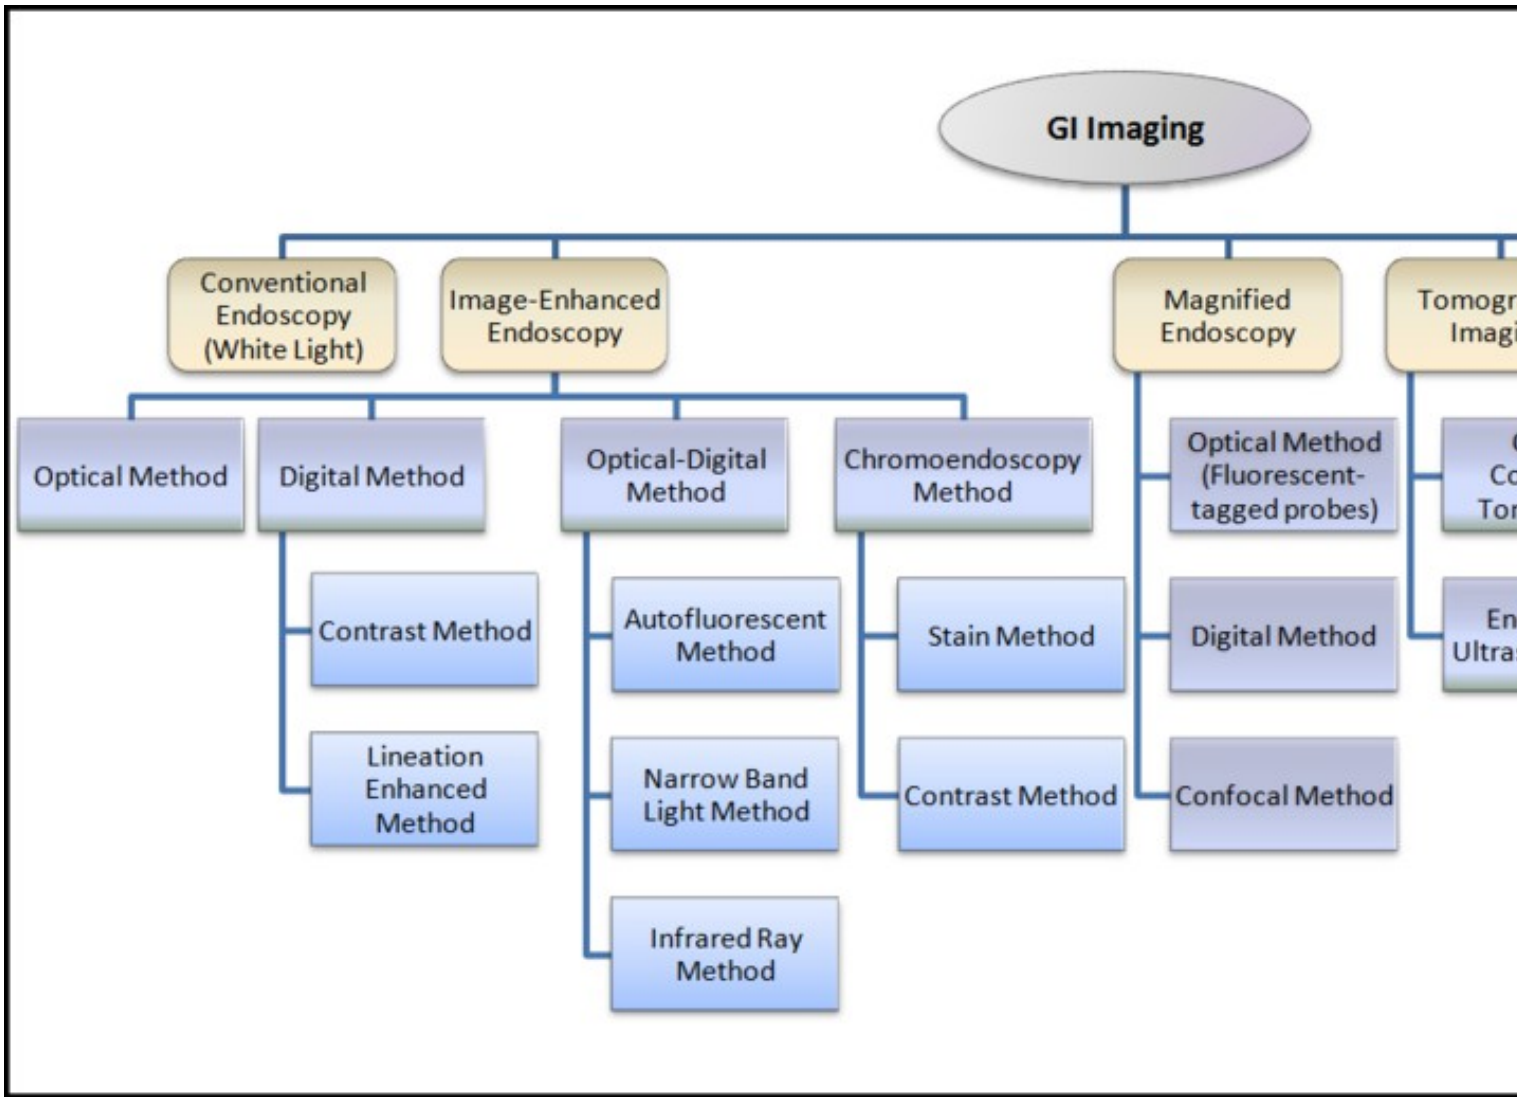 GI Imaging
Conventional
Endoscopy
(White Light)
Image-Enhanced
Endoscopy
Magnified
Endoscopy
Optical Method
Digital Method
Optical-Digital
Method
Chromoendoscopy
Method
Optical Method
(Fluorescent-
tagged probes)
Contrast Method
Lineation
Enhanced
Method
Autofluorescent
Method
Narrow Band
Light Method
Infrared Ray
Method
Stain Method
Contrast Method
Digital Method
Confocal Method